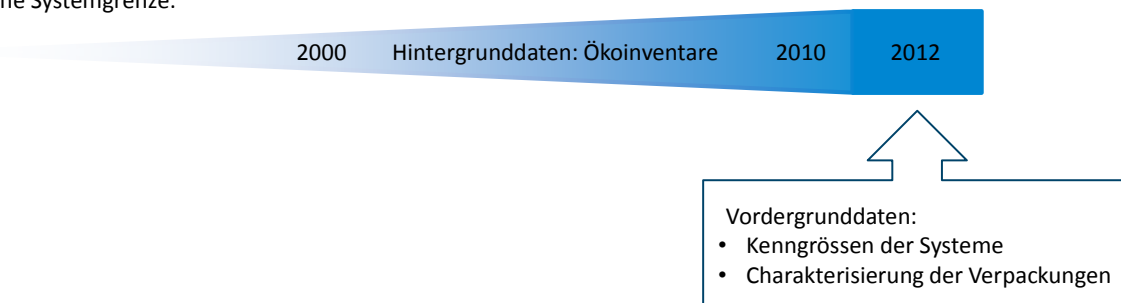 ne Systemgrenze:
2000 Hintergrunddaten: Ökoinventare 2010 2012
Vordergrunddaten:
• Kenngrössen der Systeme
• Charakterisierung der Verpackungen